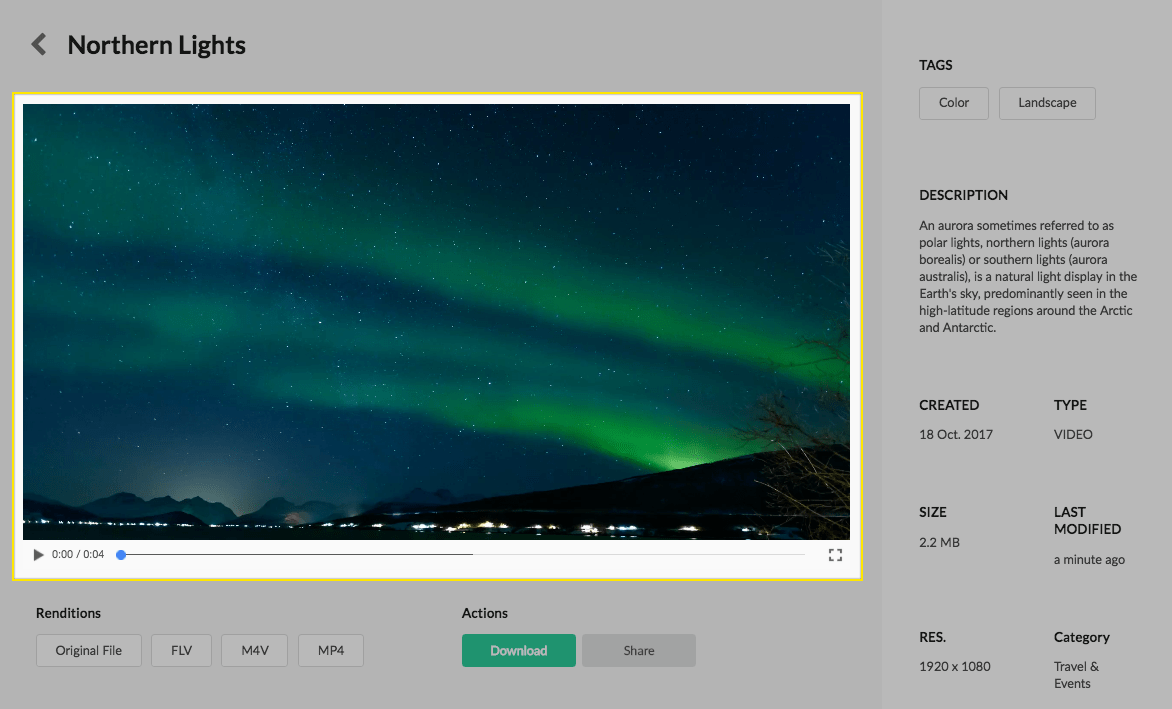 Northern Lights
0:00 / 0:04
Renditions
Original File
FLV
M4V
MP4
Actions
Download
Share
TAGS
Color
Landscape
DESCRIPTION
An aurora sometimes referred to as
polar lights, northern lights (aurora
borealis) or southern lights (aurora
australis), is a natural light display in the
Earth's sky, predominantly seen in the
high-latitude regions around the Arctic
and Antarctic.
CREATED
18 Oct. 2017
TYPE
VIDEO
SIZE
2.2 MB
LAST
MODIFIED
a minute ago
RES.
1920 x 1080
Category
Travel &
Events